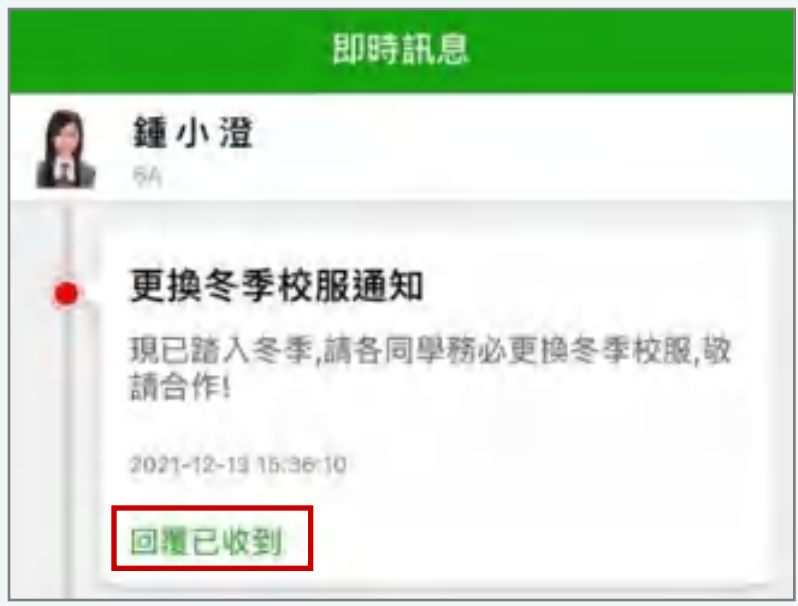 即時訊息
鍾小澄
6A
更換冬季校服通知
現已踏入冬季,請各同學務必更換冬季校服,敬
請合作!
2021-12-13 15:36:10
回覆已收到